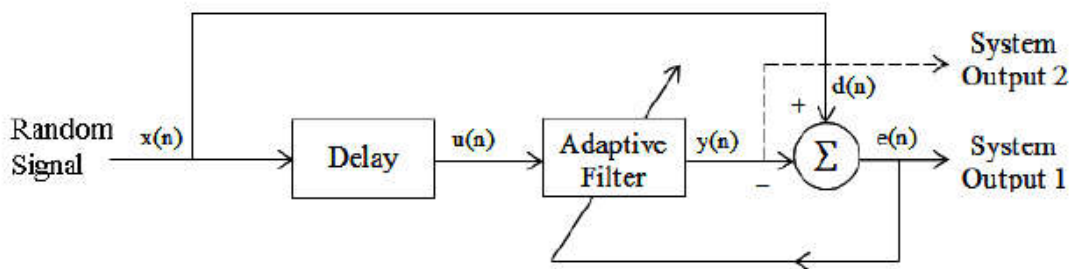 System
Output 2
d(n)
+
Random
Signal
x(n)
Delay
u(n)
Adaptive
Filter
y(n)
−
Σ
e(n)
System
Output 1